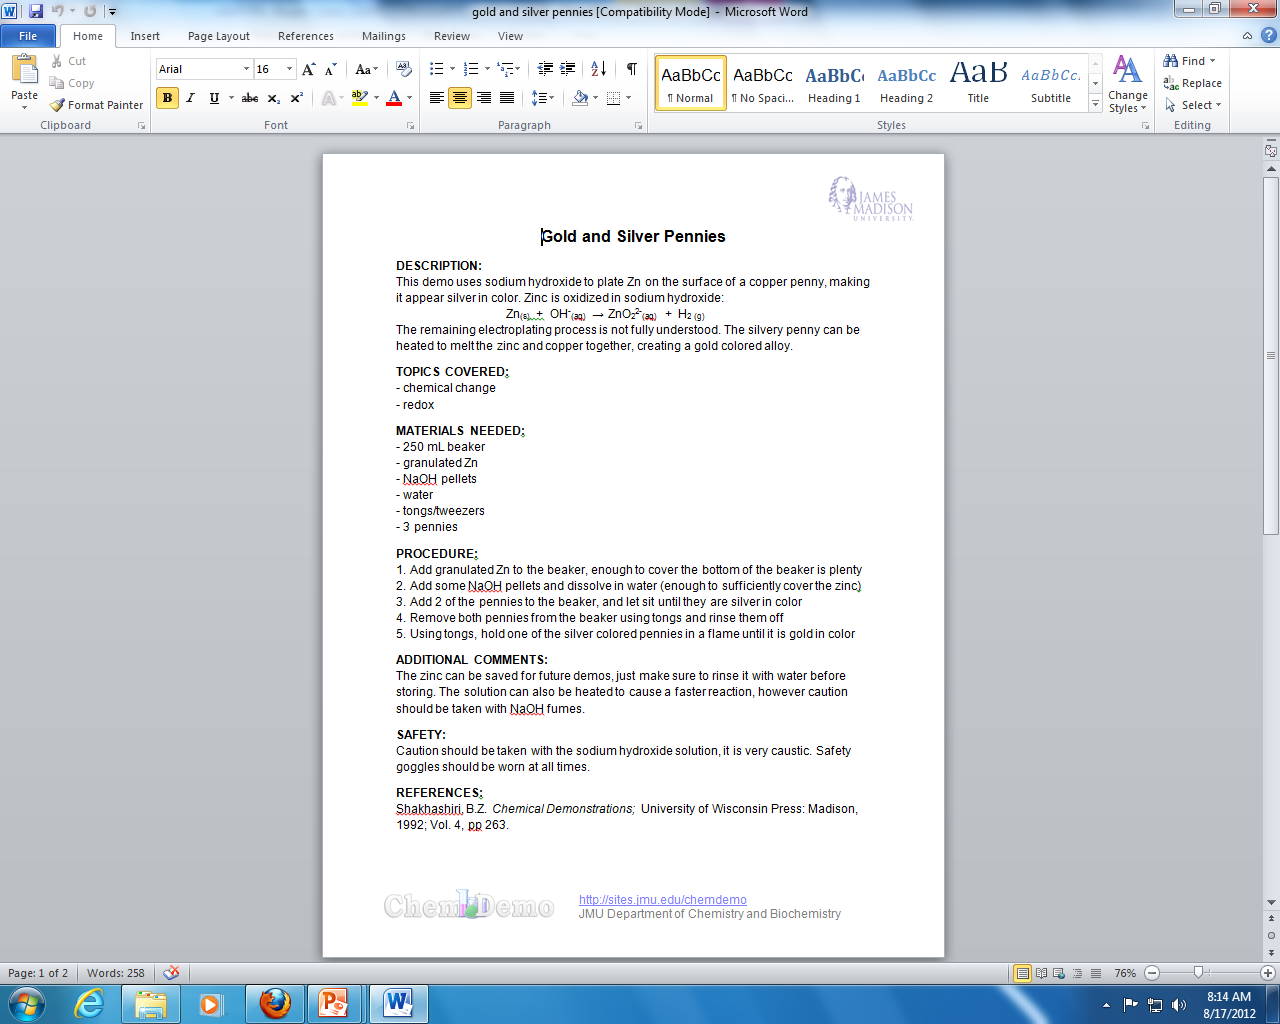 gold and silver pennies [Compatibility Mode] - Microsoft Word
File Home Insert Page Layout References Mailings Review View
Paste
Cut
Copy
Format Painter
Clipboard
Arial 16
Font
Paragraph
AaBbCc AaBbCc AaBbCc AaBbCc AaB AaBbCc.
¶ Normal ¶ No Spaci... Heading 1 Heading 2 Title Subtitle
Change Styles
Styles
Find
Replace
Select
Editing
JAMES
MADISON
UNIVERSITY
Gold and Silver Pennies
DESCRIPTION:
This demo uses sodium hydroxide to plate Zn on the surface of a copper penny, making
it appear silver in color. Zinc is oxidized in sodium hydroxide:
Zn(s) + OH-(aq) → ZnO2 2-(aq) + H2 (g)
The remaining electroplating process is not fully understood. The silvery penny can be
heated to melt the zinc and copper together, creating a gold colored alloy.
TOPICS COVERED:
- chemical change
- redox
MATERIALS NEEDED:
- 250 mL beaker
- granulated Zn
- NaOH pellets
- water
- tongs/tweezers
- 3 pennies
PROCEDURE:
1. Add granulated Zn to the beaker, enough to cover the bottom of the beaker is plenty
2. Add some NaOH pellets and dissolve in water (enough to sufficiently cover the zinc)
3. Add 2 of the pennies to the beaker, and let sit until they are silver in color
4. Remove both pennies from the beaker using tongs and rinse them off
5. Using tongs, hold one of the silver colored pennies in a flame until it is gold in color
ADDITIONAL COMMENTS:
The zinc can be saved for future demos, just make sure to rinse it with water before
storing. The solution can also be heated to cause a faster reaction, however caution
should be taken with NaOH fumes.
SAFETY:
Caution should be taken with the sodium hydroxide solution, it is very caustic. Safety
goggles should be worn at all times.
REFERENCES:
Shakhashiri, B.Z. Chemical Demonstrations; University of Wisconsin Press: Madison,
1992; Vol. 4, pp 263.
Chem Demo
http://sites.jmu.edu/chemdemo
JMU Department of Chemistry and Biochemistry
Page: 1 of 2 Words: 258 76%
8:14 AM
8/17/2012